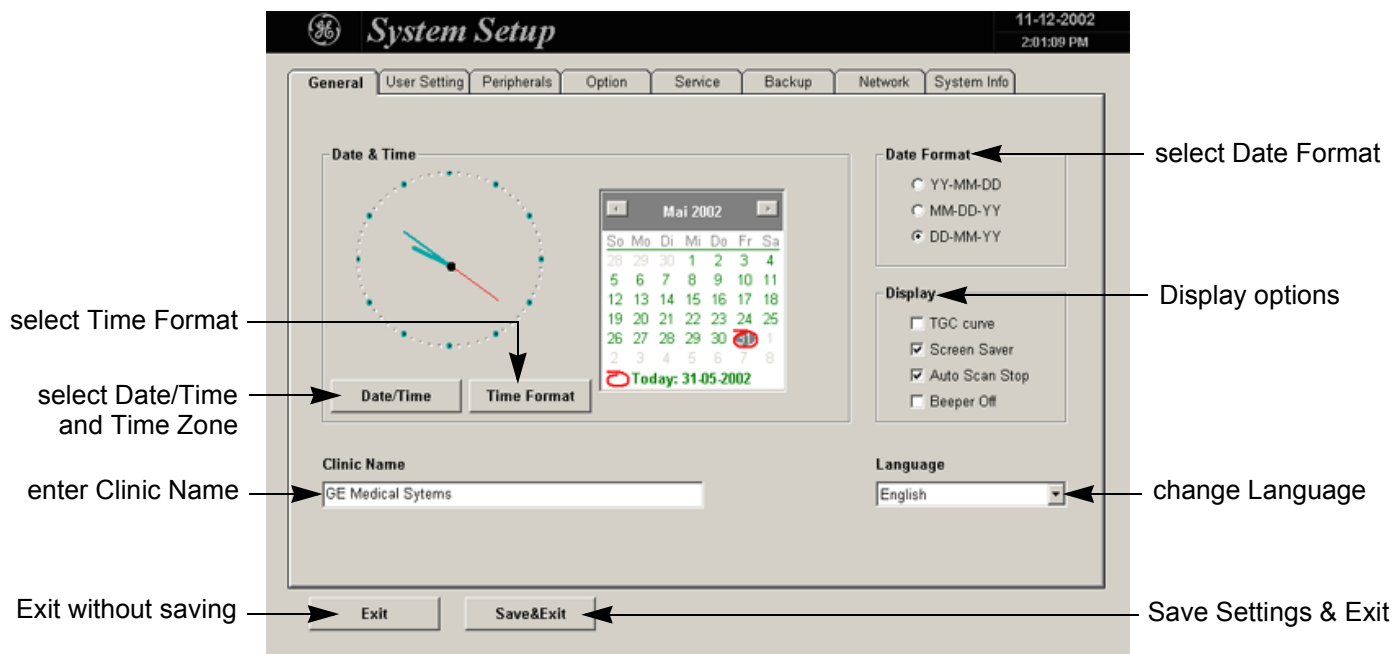 GE
System Setup
11-12-2002
2:01:09 PM
General User Setting Peripherals Option Service Backup Network System Info
Date & Time
Mai 2002
So Mo Di Mi Do Fr Sa
28 29 30 1 2 3 4
5 6 7 8 9 10 11
12 13 14 15 16 17 18
19 20 21 22 23 24 25
26 27 28 29 30 31 1
2 3 4 5 6 7 8
Today: 31-05-2002
Date/Time Time Format
Date Format
YY-MM-DD
MM-DD-YY
DD-MM-YY
Display
TGC curve
Screen Saver
Auto Scan Stop
Beeper Off
Clinic Name
GE Medical Sytems
Language
English
Exit Save&Exit
select Time Format
select Date/Time
and Time Zone
enter Clinic Name
Exit without saving
select Date Format
Display options
change Language
Save Settings & Exit